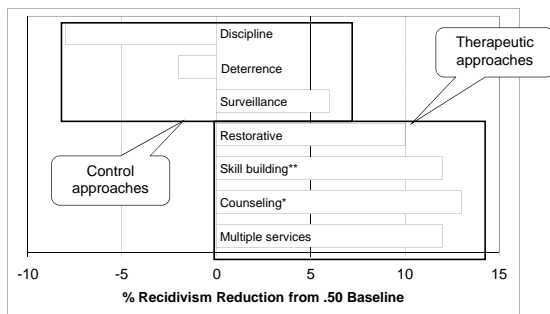 Discipline
Therapeutic
approaches
Deterrence
Surveillance
Restorative
Control
approaches
Skill building**
Counseling*
Multiple services
-10 -5 0 5 10 15
% Recidivism Reduction from .50 Baseline